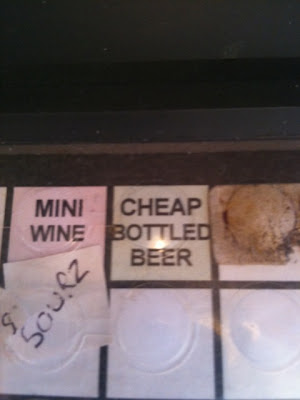 MINI
WINE
CHEAP
BOTTLED
BEER
SOURZ